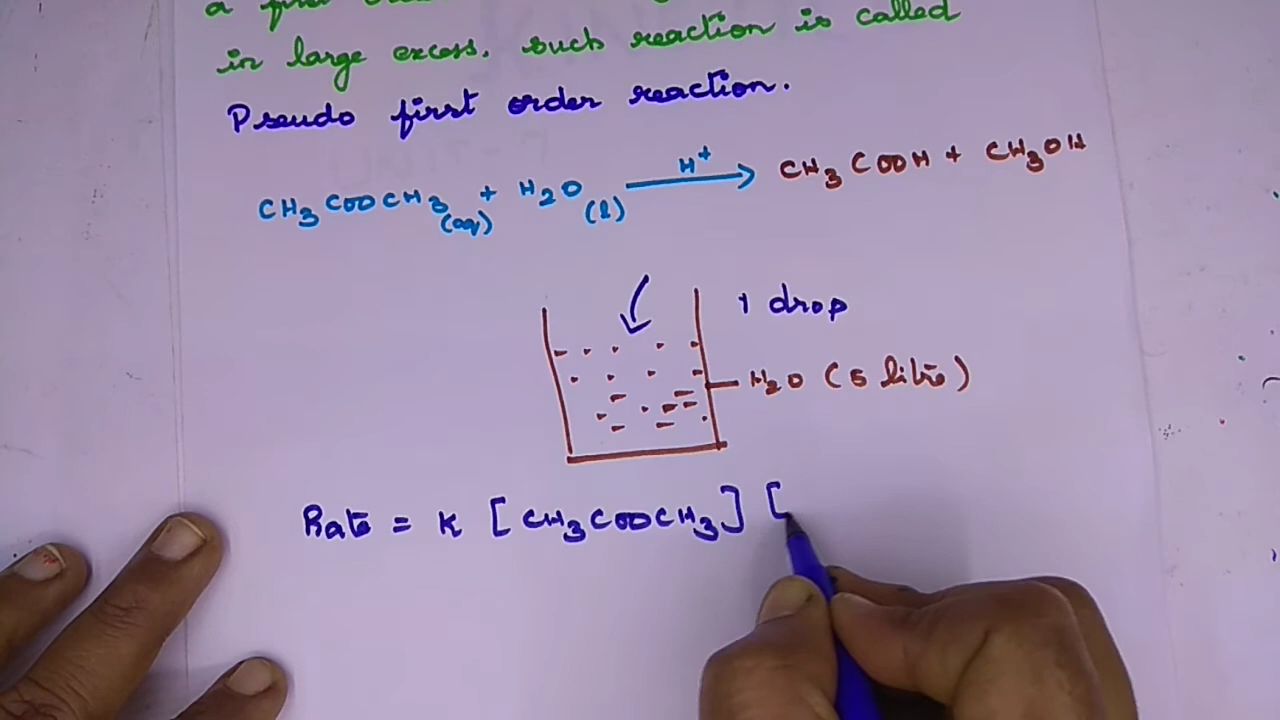 a first
in large excess. such reaction is called
Pseudo first order reaction.
CH3COOCH3(aq) + H2O(l) H+ → CH3COOH + CH3OH
1 drop
H2O (5 litre)
Rate = K [CH3COOCH3] [